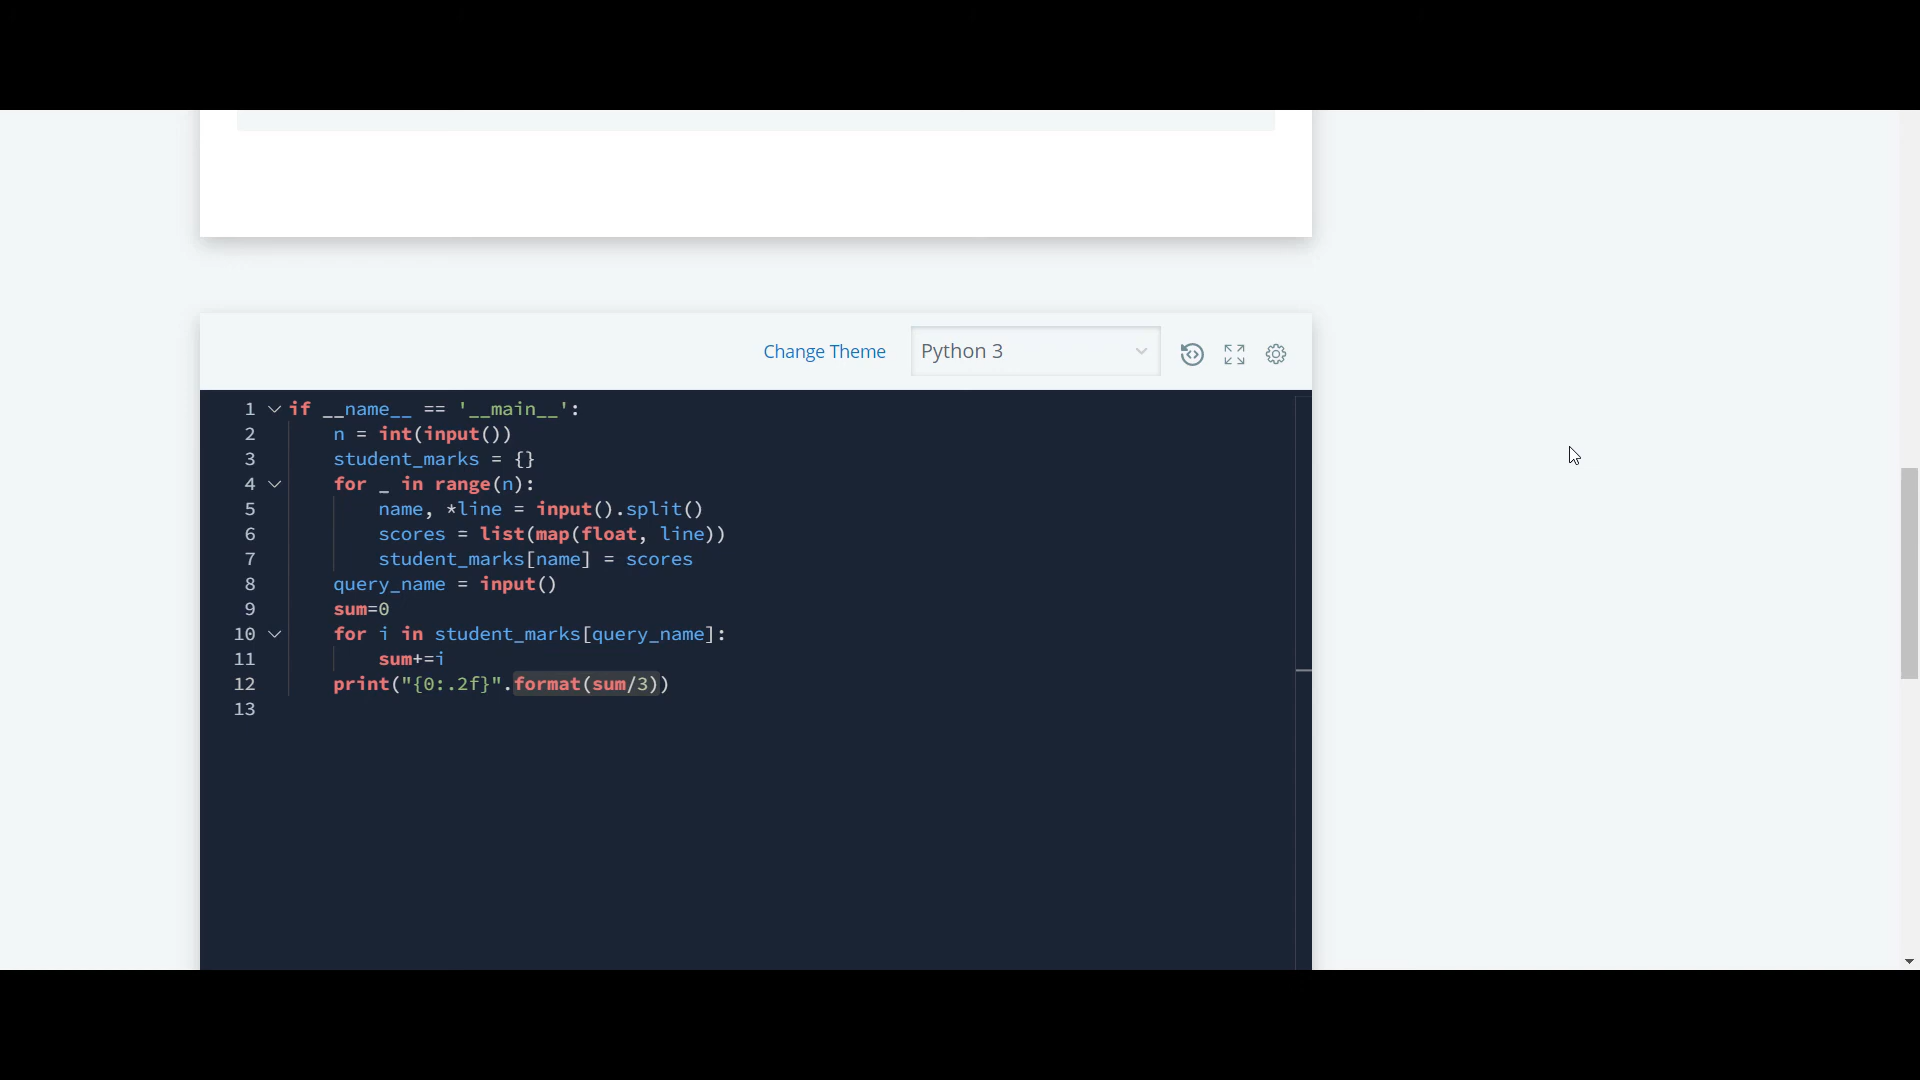 Change Theme
Python 3
1 if __name__ == '__main__':
2     n = int(input())
3     student_marks = {}
4     for _ in range(n):
5         name, *line = input().split()
6         scores = list(map(float, line))
7         student_marks[name] = scores
8     query_name = input()
9     sum=0
10     for i in student_marks[query_name]:
11         sum+=i
12     print("{0:.2f}".format(sum/3))
13